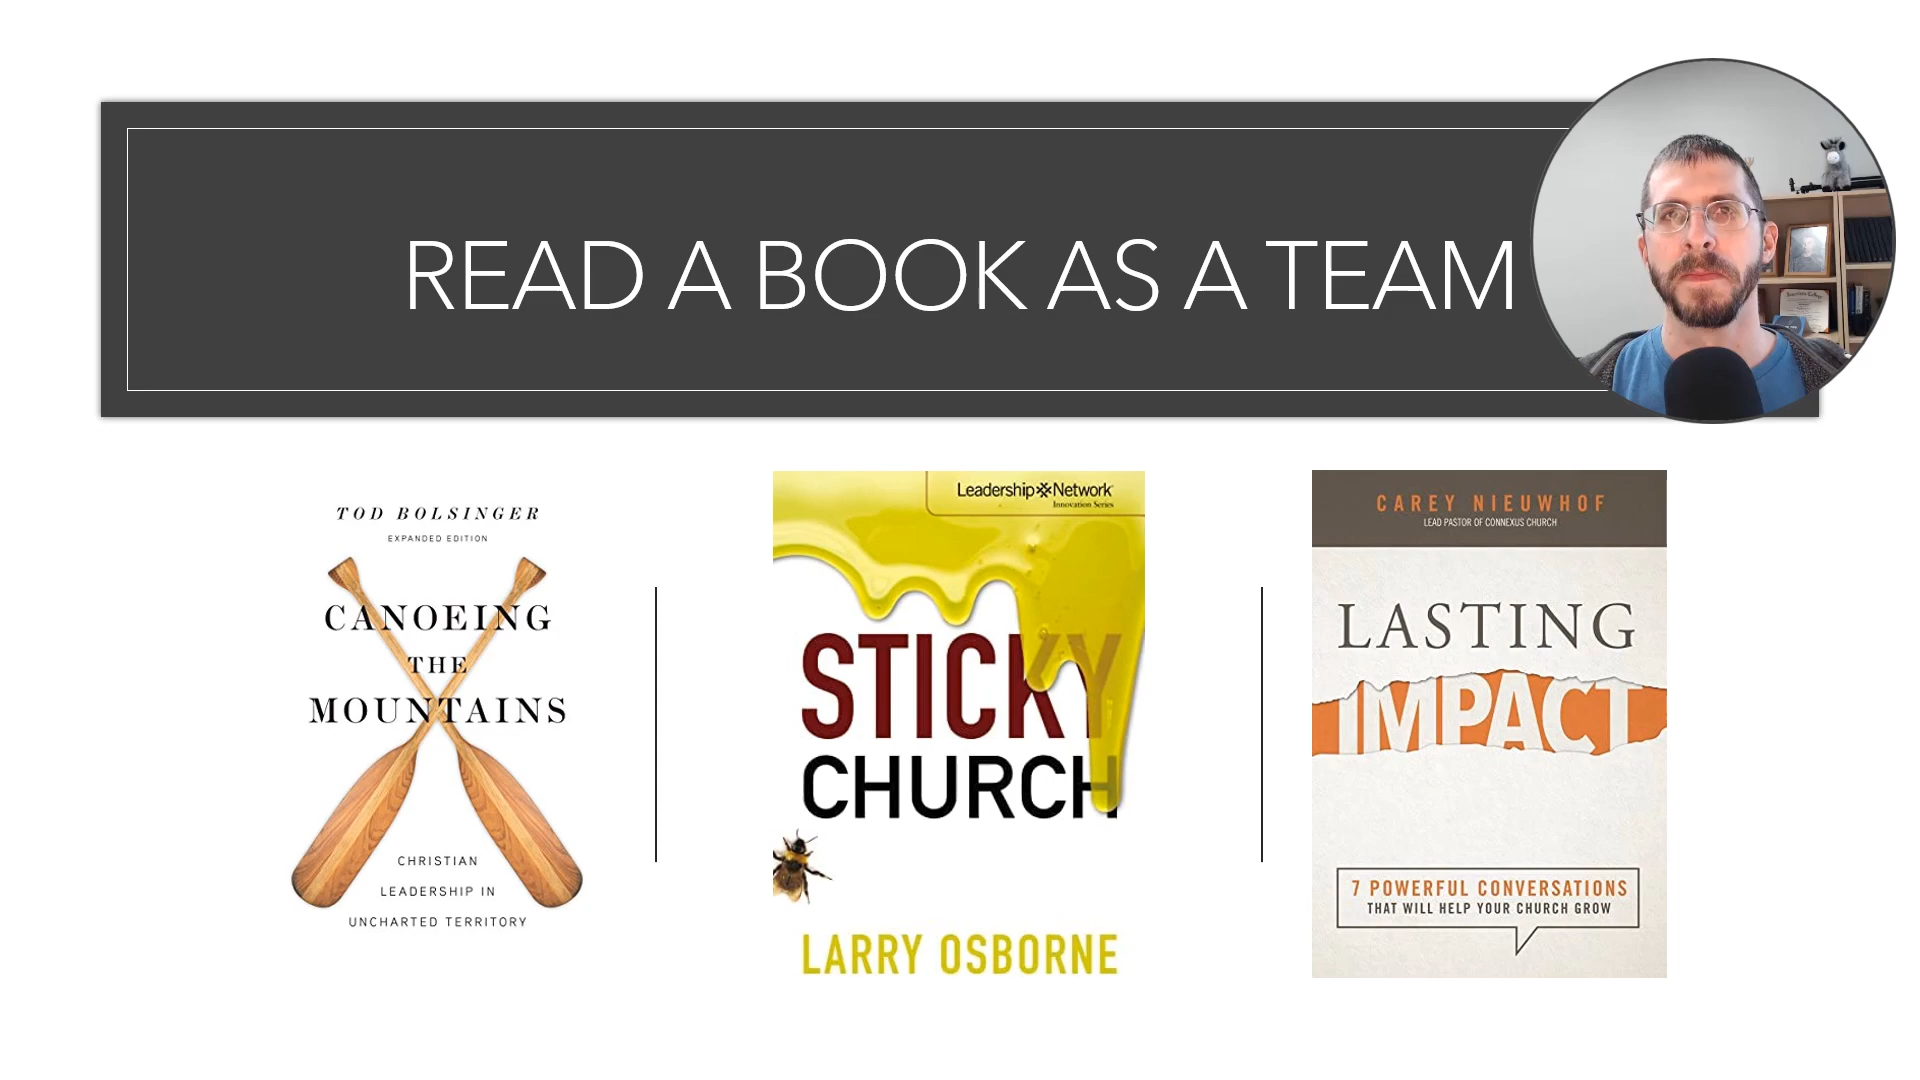 READ A BOOK AS A TEAM
TOD BOLSINGER
EXPANDED EDITION
CANOEING
THE
MOUNTAINS
CHRISTIAN
LEADERSHIP IN
UNCHARTED TERRITORY
Leadership Network
Innovation Series
STICKY
CHURCH
LARRY OSBORNE
CAREY NIEUWHOF
LEAD PASTOR OF CONNEXUS CHURCH
LASTING
IMPACT
7 POWERFUL CONVERSATIONS
THAT WILL HELP YOUR CHURCH GROW